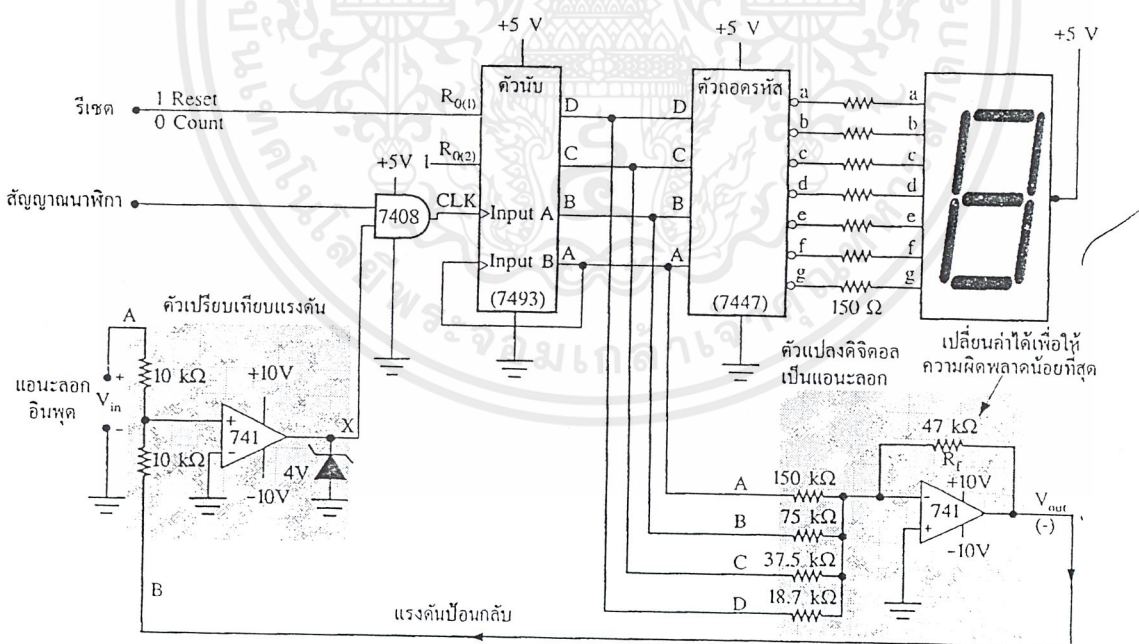 +5 V
+5 V
+5 V
ตัวนับ
ตัวถอดรหัส
รีเซต
1 Reset
0 Count
R0(1)
R0(2)
D
C
B
A
D
C
B
A
a
b
c
d
e
f
g
a
b
c
d
e
f
g
150 Ω
+5V 1
สัญญาณนาฬิกา
7408
CLK
Input A
Input B
(7493)
(7447)
ตัวเปรียบเทียบแรงดัน
A
แอนะลอก
อินพุต
+
Vin
-
10 kΩ
10 kΩ
+10V
+
741
-
-10V
X
4V
B
แรงดันป้อนกลับ
ตัวแปลงดิจิตอล
เป็นแอนะลอก
เปลี่ยนค่าได้เพื่อให้
ความผิดพลาดน้อยที่สุด
47 kΩ
Rf
A 150 kΩ
B 75 kΩ
C 37.5 kΩ
D 18.7 kΩ
+10V
-
741
+
-10V
Vout
(-)